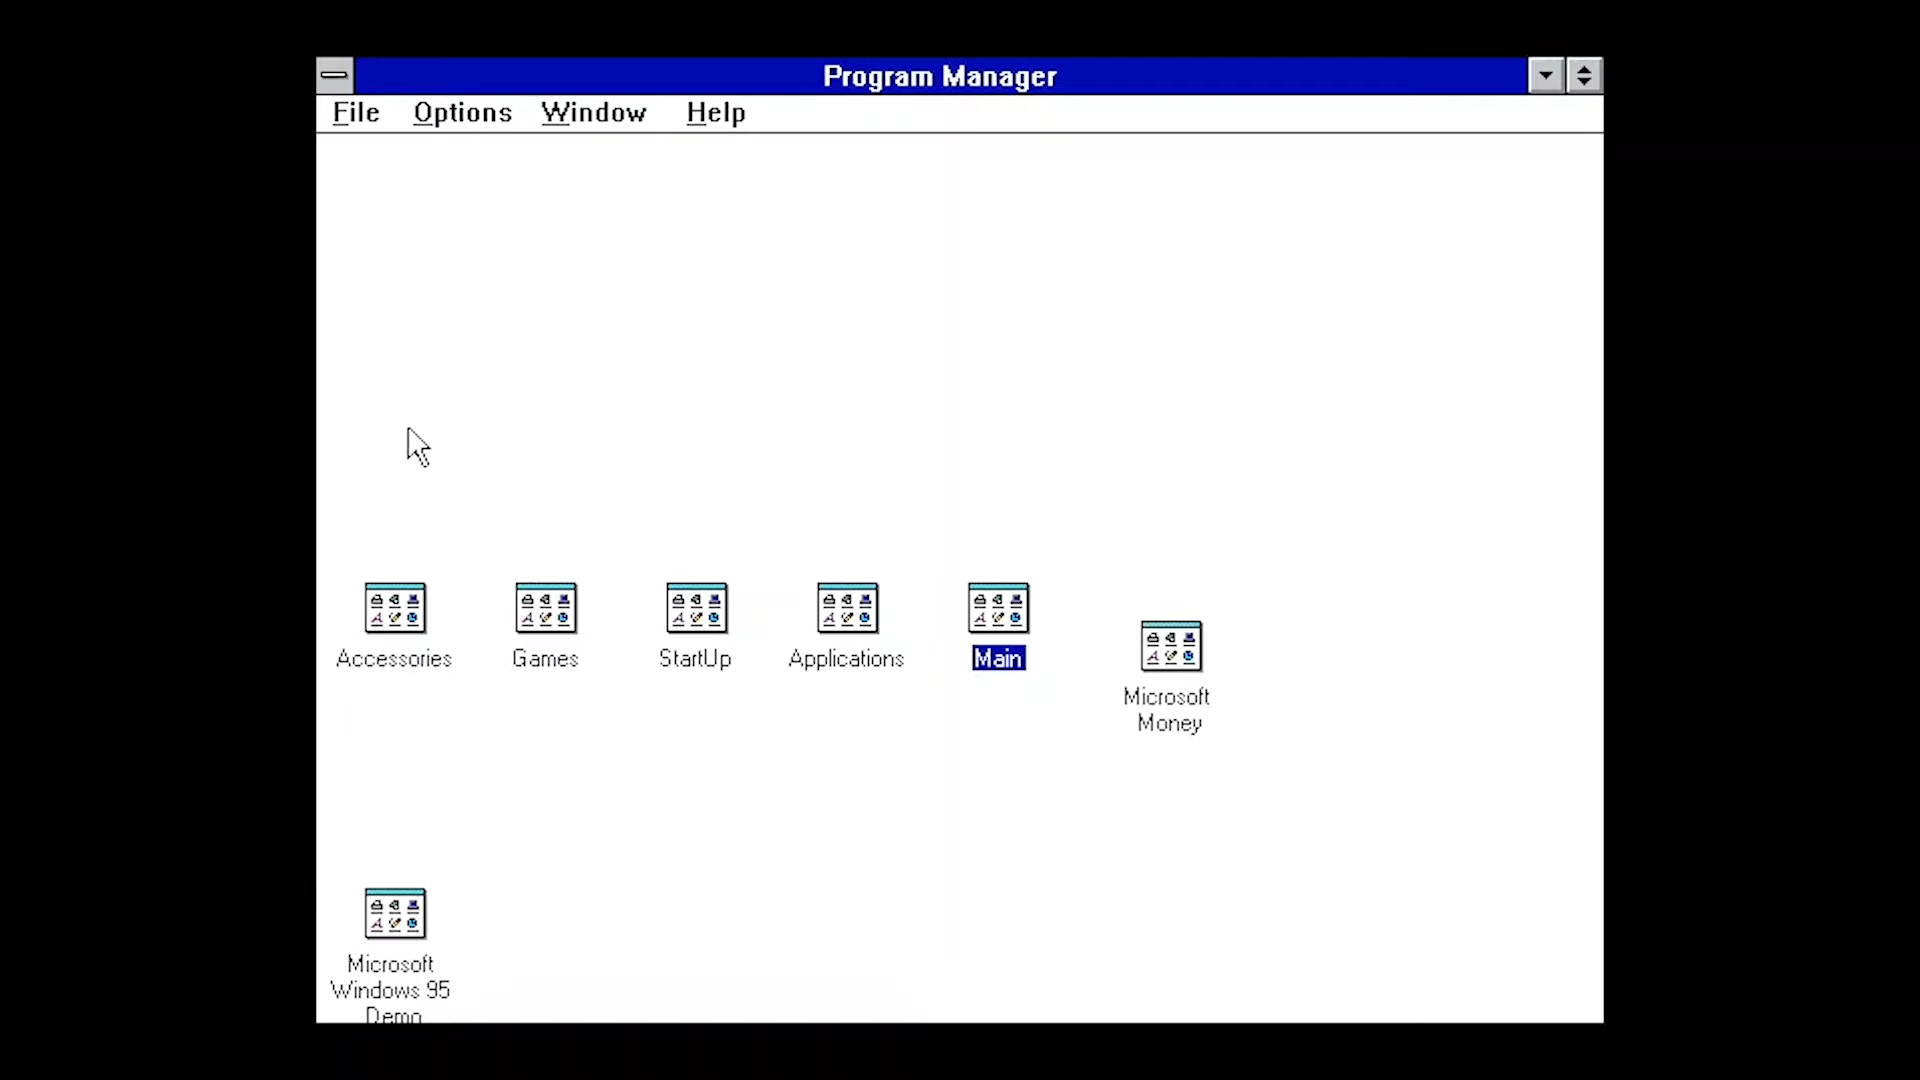 Program Manager
File Options Window Help
Accessories
Games
StartUp
Applications
Main
Microsoft
Money
Microsoft
Windows 95
Demo